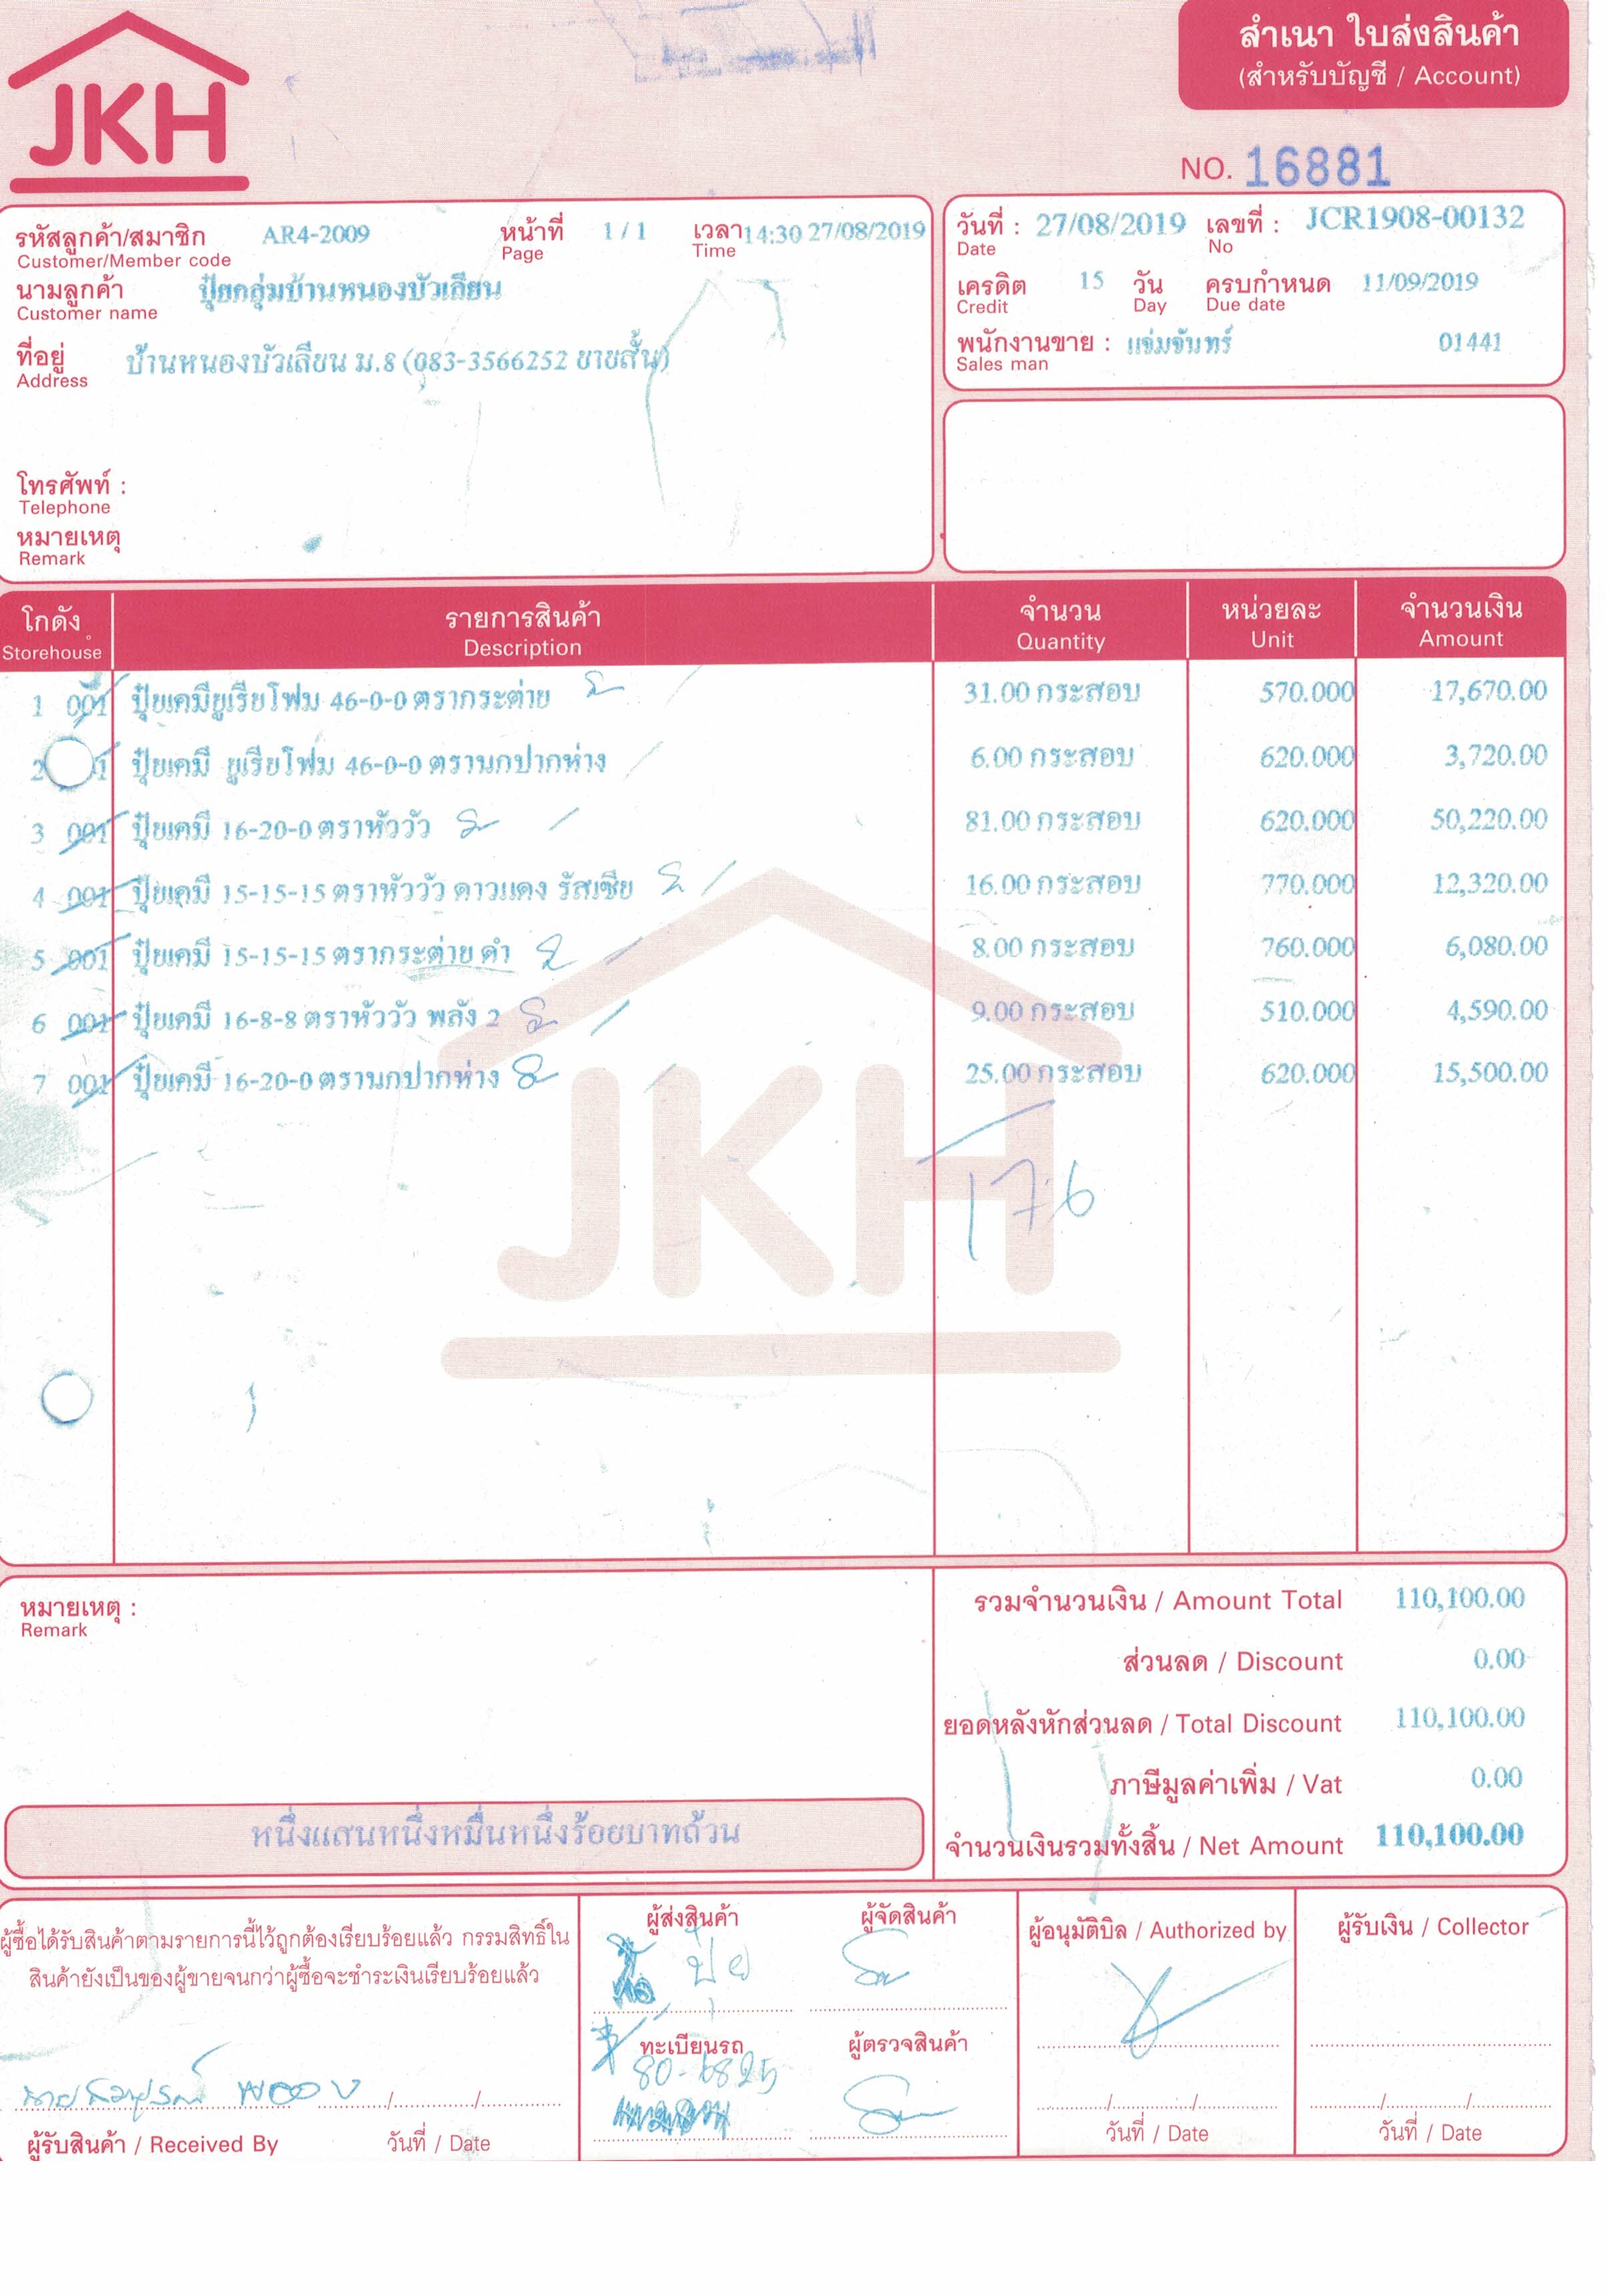 JKH
สำเนา ใบส่งสินค้า
(สำหรับบัญชี / Account)
NO. 16881
รหัสลูกค้า/สมาชิก AR4-2009 หน้าที่ 1 / 1 เวลา 14:30 27/08/2019
Customer/Member code Page Time
นามลูกค้า ปุ๋ยกลุ่มบ้านหนองบัวเลียน
Customer name
ที่อยู่ บ้านหนองบัวเลียน ม.8 (083-3566252 ยายสั้น)
Address
โทรศัพท์ :
Telephone
หมายเหตุ
Remark
วันที่ : 27/08/2019 เลขที่ : JCR1908-00132
Date No
เครดิต 15 วัน ครบกำหนด 11/09/2019
Credit Day Due date
พนักงานขาย : แจ่มจันทร์ 01441
Sales man
โกดัง รายการสินค้า จำนวน หน่วยละ จำนวนเงิน
Storehouse Description Quantity Unit Amount
1 001 ปุ๋ยเคมียูเรียโฟม 46-0-0 ตรากระต่าย 31.00 กระสอบ 570.000 17,670.00
2 ปุ๋ยเคมี ยูเรียโฟม 46-0-0 ตรานกปากห่าง 6.00 กระสอบ 620.000 3,720.00
3 001 ปุ๋ยเคมี 16-20-0 ตราหัววัว 81.00 กระสอบ 620.000 50,220.00
4 001 ปุ๋ยเคมี 15-15-15 ตราหัววัว ดาวแดง รัสเซีย 16.00 กระสอบ 770.000 12,320.00
5 001 ปุ๋ยเคมี 15-15-15 ตรากระต่าย ดำ 8.00 กระสอบ 760.000 6,080.00
6 001 ปุ๋ยเคมี 16-8-8 ตราหัววัว พลัง 2 9.00 กระสอบ 510.000 4,590.00
7 001 ปุ๋ยเคมี 16-20-0 ตรานกปากห่าง 25.00 กระสอบ 620.000 15,500.00
176
JKH
หมายเหตุ :
Remark
รวมจำนวนเงิน / Amount Total 110,100.00
ส่วนลด / Discount 0.00
ยอดหลังหักส่วนลด / Total Discount 110,100.00
ภาษีมูลค่าเพิ่ม / Vat 0.00
หนึ่งแสนหนึ่งหมื่นหนึ่งร้อยบาทถ้วน
จำนวนเงินรวมทั้งสิ้น / Net Amount 110,100.00
ผู้ซื้อได้รับสินค้าตามรายการนี้ไว้ถูกต้องเรียบร้อยแล้ว กรรมสิทธิ์ใน
สินค้ายังเป็นของผู้ขายจนกว่าผู้ซื้อจะชำระเงินเรียบร้อยแล้ว
ผู้รับสินค้า / Received By วันที่ / Date
ผู้ส่งสินค้า ผู้จัดสินค้า
ปุ้ย
ทะเบียนรถ ผู้ตรวจสินค้า
80-6825
ผู้อนุมัติบิล / Authorized by
วันที่ / Date
ผู้รับเงิน / Collector
วันที่ / Date